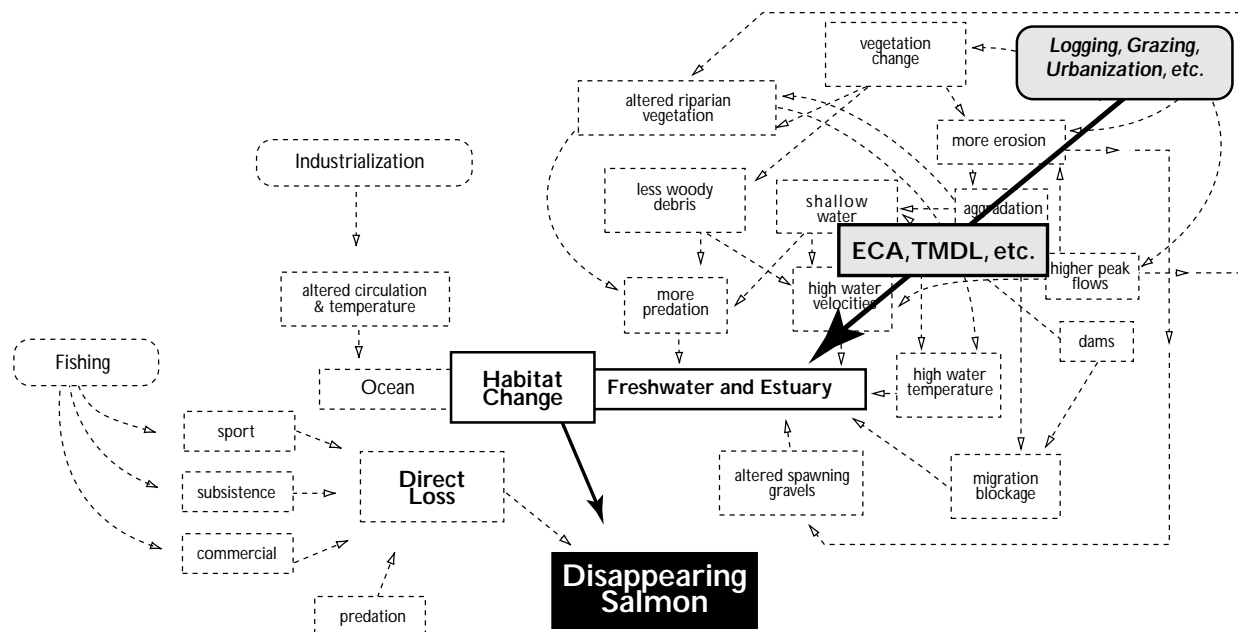 vegetation
change
Logging, Grazing,
Urbanization, etc.
altered riparian
vegetation
more erosion
Industrialization
less woody
debris
shallow
water
aggradation
ECA, TMDL, etc.
higher peak
flows
altered circulation
& temperature
more
predation
high water
velocities
dams
Fishing
Ocean
Habitat
Change
Freshwater and Estuary
high water
temperature
sport
Direct
Loss
altered spawning
gravels
migration
blockage
subsistence
commercial
Disappearing
Salmon
predation